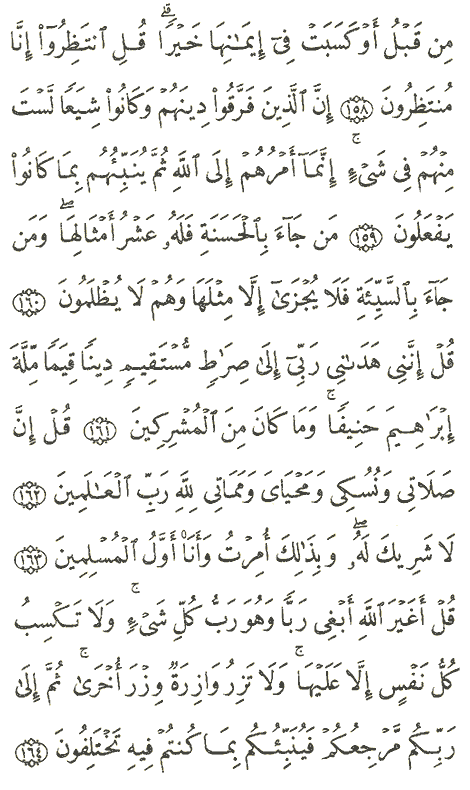 مِن قَبْلُ أَوْ كَسَبَتْ فِىٓ إِيمَـٰنِهَا خَيْرًا ۗ قُلِ ٱنتَظِرُوٓا۟ إِنَّا
مُنتَظِرُونَ ﴿١٥٨﴾ إِنَّ ٱلَّذِينَ فَرَّقُوا۟ دِينَهُمْ وَكَانُوا۟ شِيَعًا لَّسْتَ
مِنْهُمْ فِى شَىْءٍ ۚ إِنَّمَآ أَمْرُهُمْ إِلَى ٱللَّهِ ثُمَّ يُنَبِّئُهُم بِمَا كَانُوا۟
يَفْعَلُونَ ﴿١٥٩﴾ مَن جَآءَ بِٱلْحَسَنَةِ فَلَهُۥ عَشْرُ أَمْثَالِهَا ۖ وَمَن
جَآءَ بِٱلسَّيِّئَةِ فَلَا يُجْزَىٰٓ إِلَّا مِثْلَهَا وَهُمْ لَا يُظْلَمُونَ ﴿١٦٠﴾
قُلْ إِنَّنِى هَدَىٰنِى رَبِّىٓ إِلَىٰ صِرَٰطٍ مُّسْتَقِيمٍ دِينًا قِيَمًا مِّلَّةَ
إِبْرَٰهِيمَ حَنِيفًا ۚ وَمَا كَانَ مِنَ ٱلْمُشْرِكِينَ ﴿١٦١﴾ قُلْ إِنَّ
صَلَاتِى وَنُسُكِى وَمَحْيَاىَ وَمَمَاتِى لِلَّهِ رَبِّ ٱلْعَـٰلَمِينَ ﴿١٦٢﴾
لَا شَرِيكَ لَهُۥ ۖ وَبِذَٰلِكَ أُمِرْتُ وَأَنَا۠ أَوَّلُ ٱلْمُسْلِمِينَ ﴿١٦٣﴾
قُلْ أَغَيْرَ ٱللَّهِ أَبْغِى رَبًّا وَهُوَ رَبُّ كُلِّ شَىْءٍ ۚ وَلَا تَكْسِبُ
كُلُّ نَفْسٍ إِلَّا عَلَيْهَا ۚ وَلَا تَزِرُ وَازِرَةٌ وِزْرَ أُخْرَىٰ ۚ ثُمَّ إِلَىٰ
رَبِّكُم مَّرْجِعُكُمْ فَيُنَبِّئُكُم بِمَا كُنتُمْ فِيهِ تَخْتَلِفُونَ ﴿١٦٤﴾